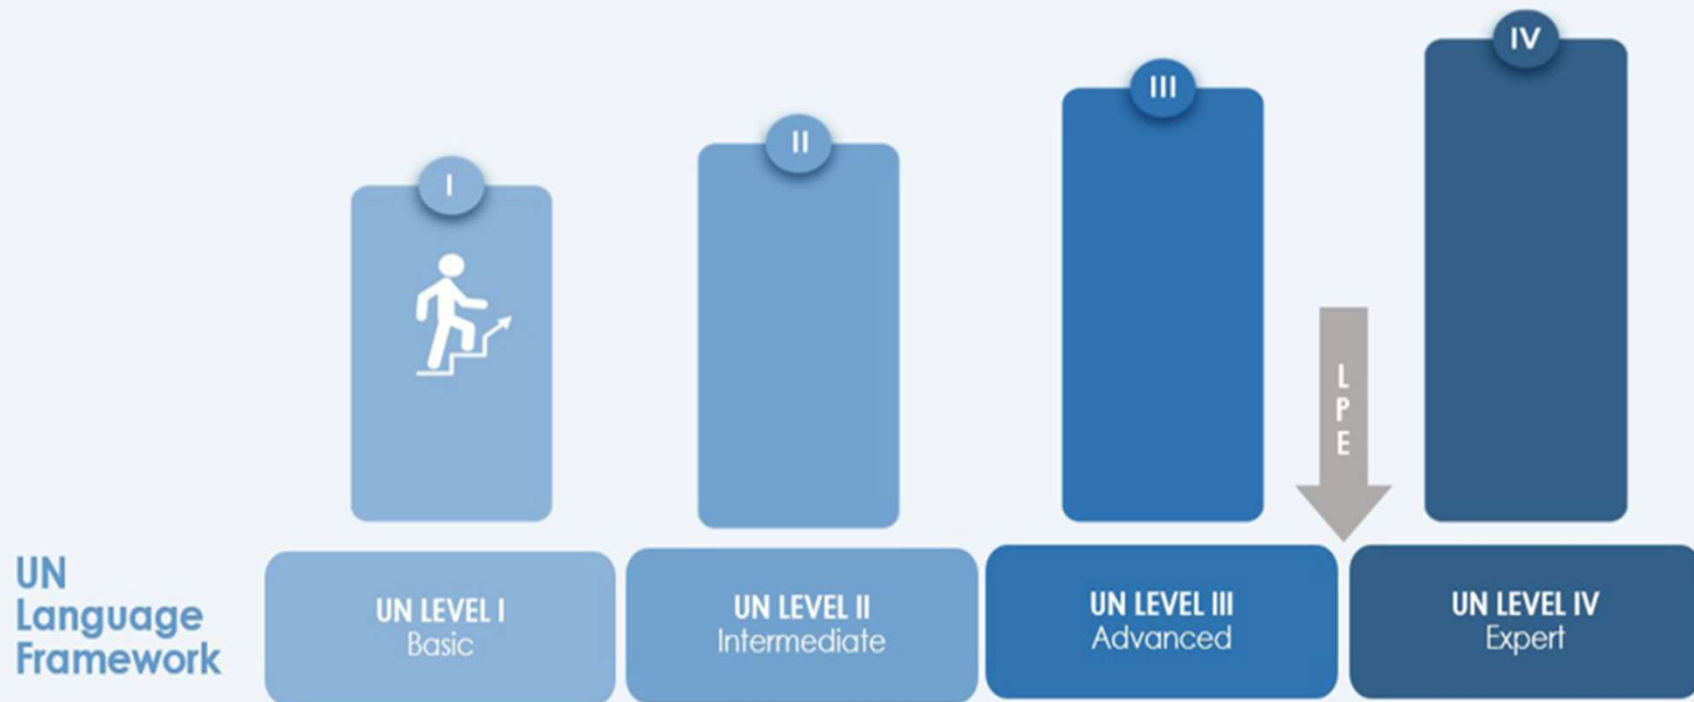 I
II
III
IV
L
P
E
UN
Language
Framework
UN LEVEL I
Basic
UN LEVEL II
Intermediate
UN LEVEL III
Advanced
UN LEVEL IV
Expert